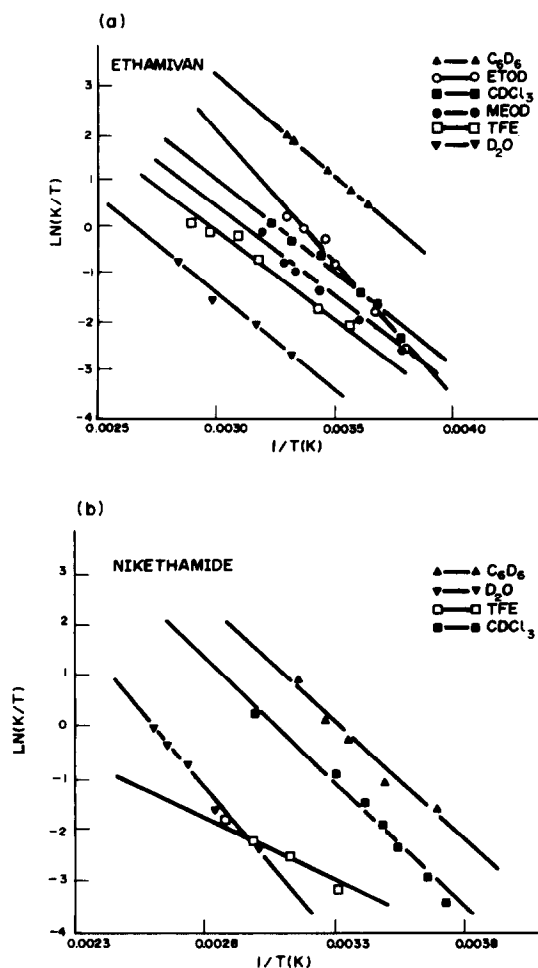 (a)
ETHAMIVAN
C₆D₆
ETOD
CDCl₃
MEOD
TFE
D₂O
LN(K/T)
3
2
1
0
-1
-2
-3
-4
0.0025
0.0030
0.0035
0.0040
1/T(K)
(b)
NIKETHAMIDE
C₆D₆
D₂O
TFE
CDCl₃
LN(K/T)
3
2
1
0
-1
-2
-3
-4
0.0023
0.0028
0.0033
0.0038
1/T(K)